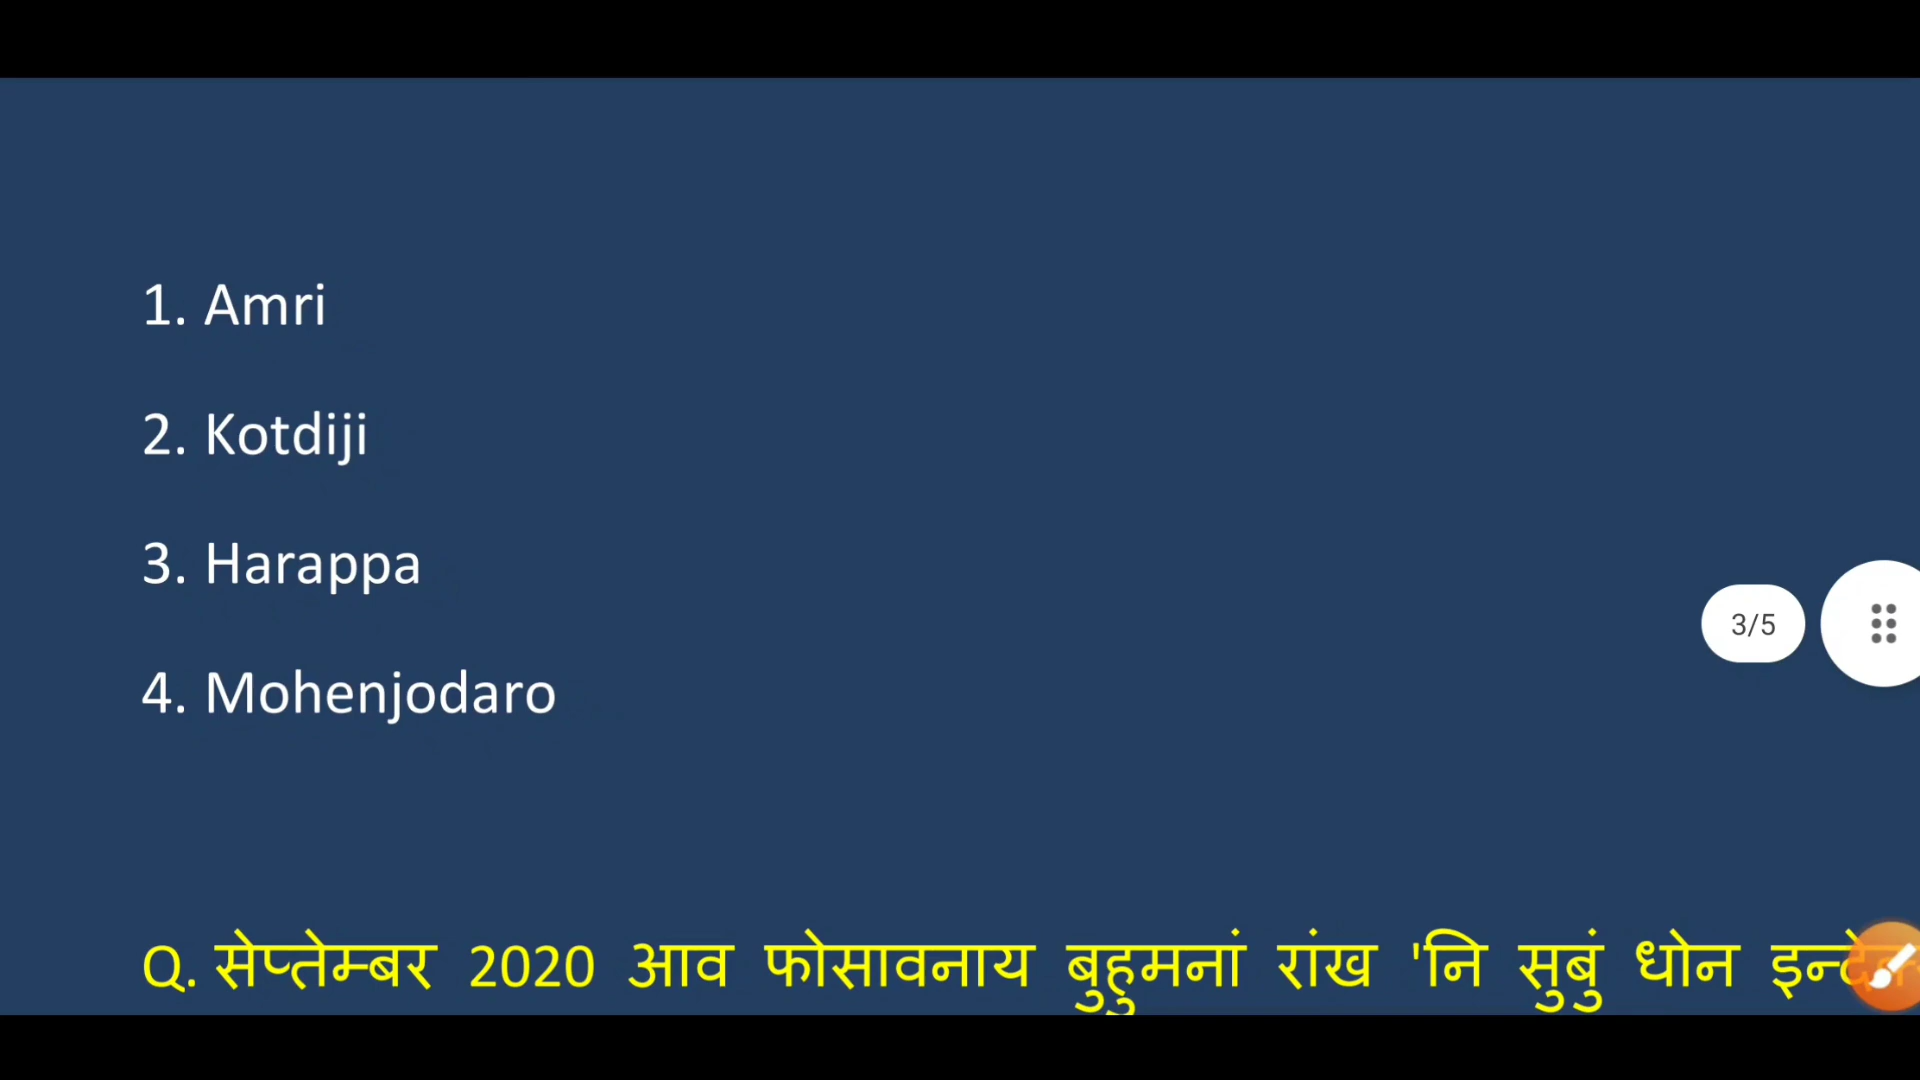 1. Amri
2. Kotdiji
3. Harappa
3/5
4. Mohenjodaro
Q. सेप्तेम्बर 2020 आव फोसावनाय बुहुमनां रांख 'नि सुबुं धोन